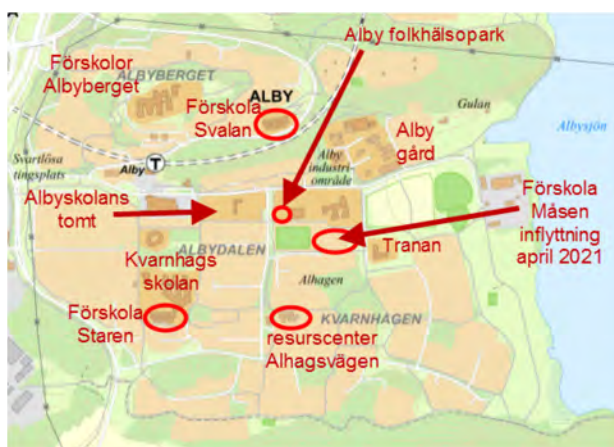 Alby folkhälsopark
Förskolor
Albyberget
ALBYBERGET
ALBY
Förskola
Svalan
Gulan
Albysjön
Alby
gård
Svartlösa
tingsplats
Alby T
Alby
industri-
område
Förskola
Måsen
inflyttning
april 2021
Albyskolans
tomt
ALBYDALEN
Tranan
Kvarnhags
skolan
Alhagen
Förskola
Staren
KVARNHAGEN
resurscenter
Alhagsvägen